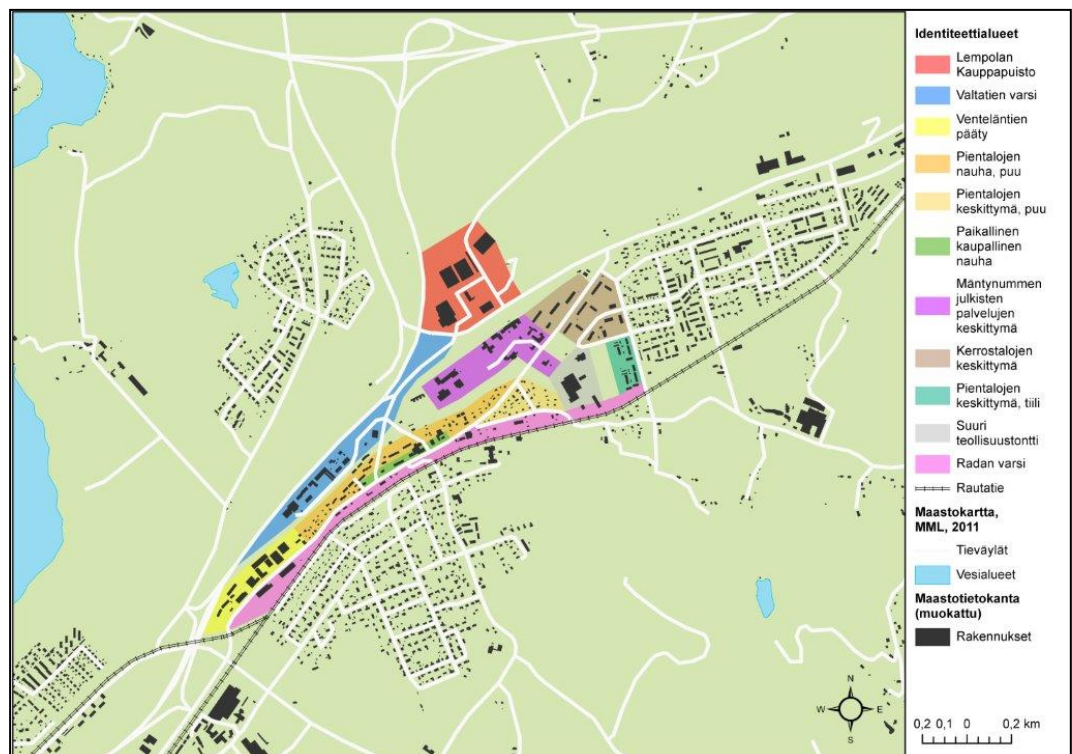 Identiteettialueet
Lempolan
Kauppapuisto
Valtatien varsi
Venteläntien
pääty
Pientalojen
nauha, puu
Pientalojen
keskittymä, puu
Paikallinen
kaupallinen
nauha
Mäntynummen
julkisten
palvelujen
keskittymä
Kerrostalojen
keskittymä
Pientalojen
keskittymä, tiili
Suuri
teollisuustontti
Radan varsi
Rautatie
Maastokartta,
MML, 2011
Tieväylät
Vesialueet
Maastotietokanta
(muokattu)
Rakennukset
N
W E
S
0,2 0,1 0 0,2 km